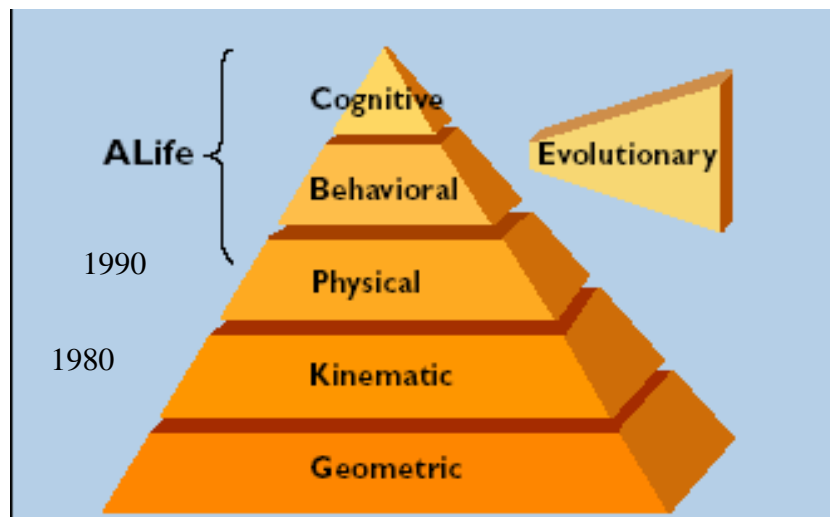 Cognitive
ALife
Evolutionary
Behavioral
1990
Physical
1980
Kinematic
Geometric